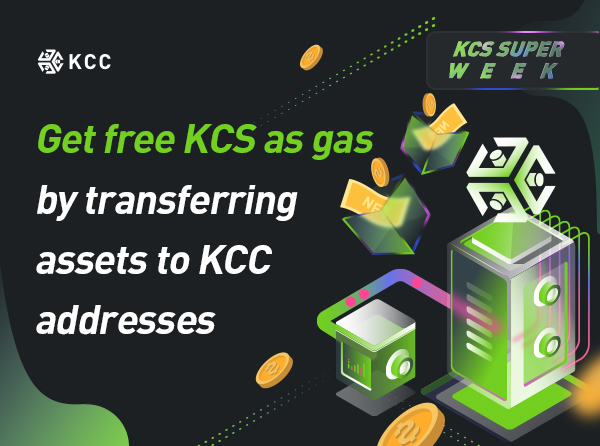 KCC
KCS SUPER
WEEK
Get free KCS as gas
by transferring
assets to KCC
addresses